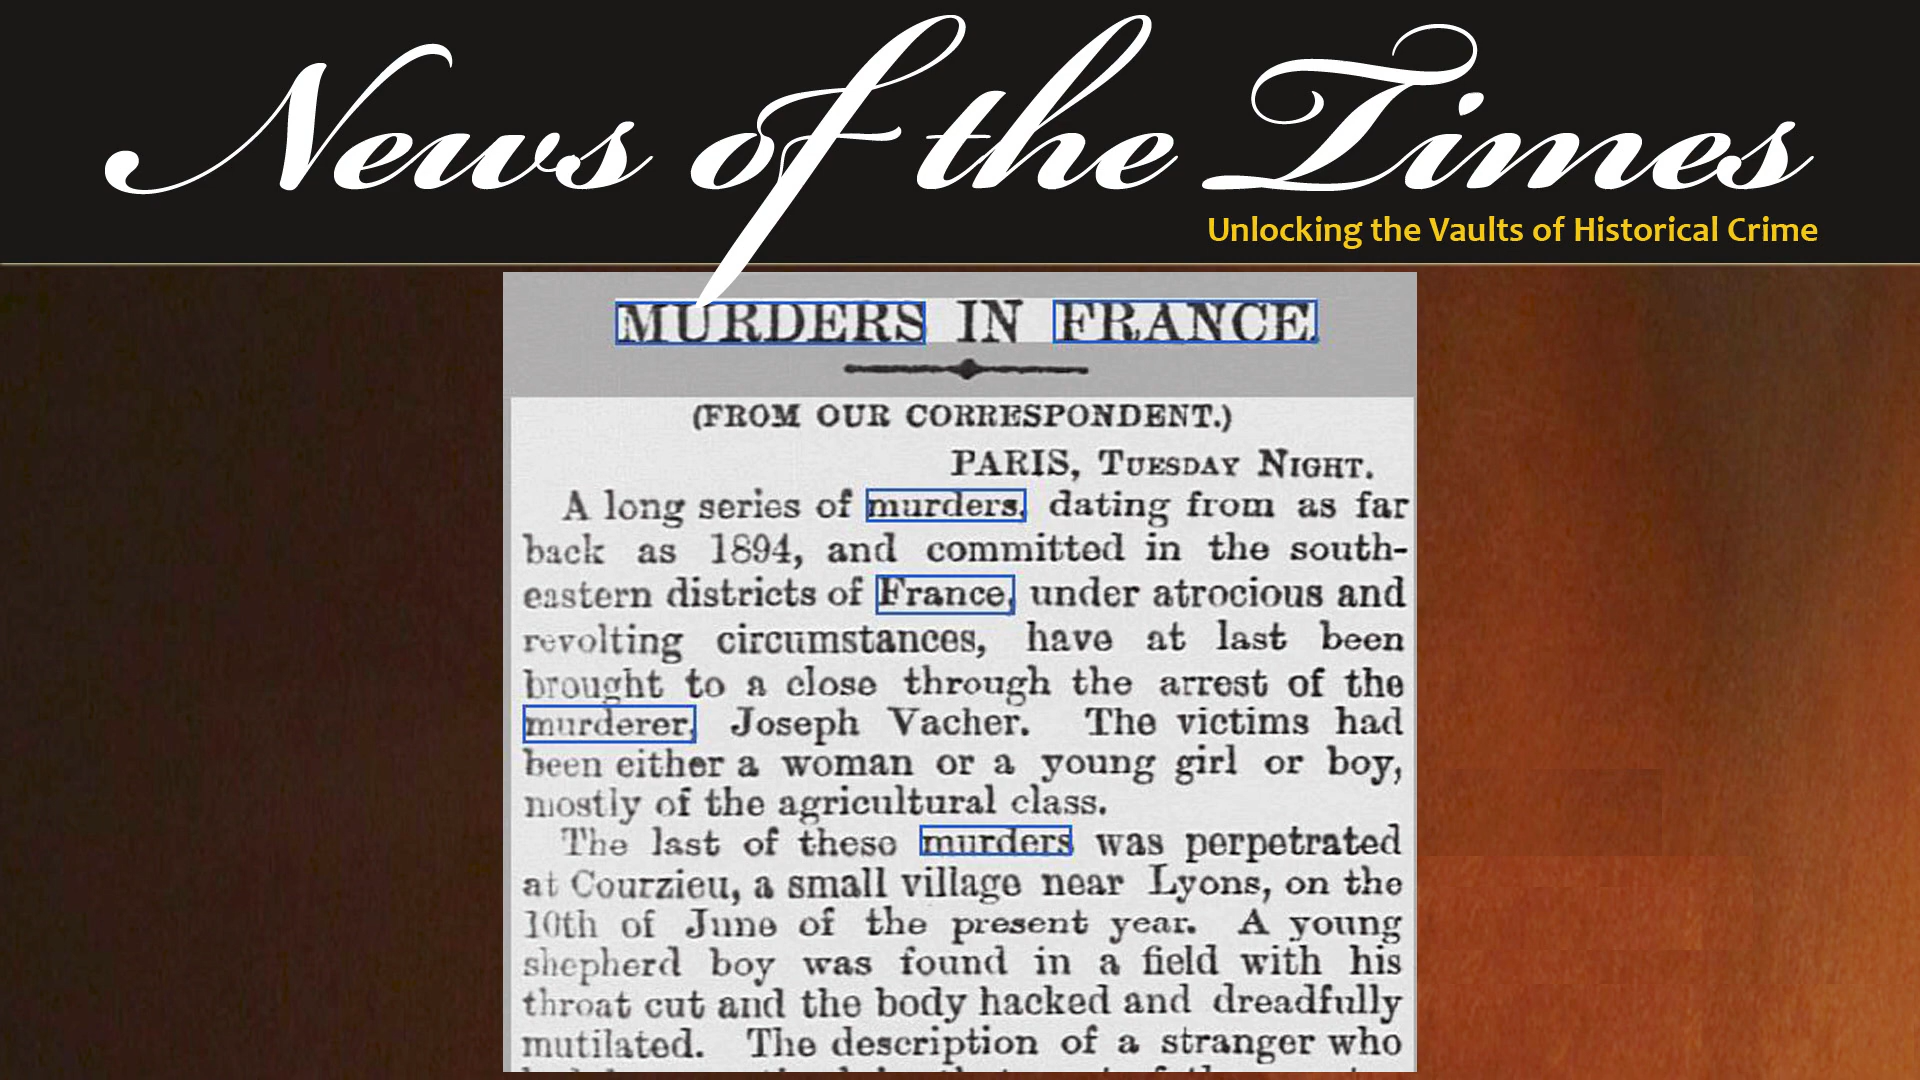 News of the Times
Unlocking the Vaults of Historical Crime
MURDERS IN FRANCE.
(FROM OUR CORRESPONDENT.)
PARIS, TUESDAY NIGHT.
A long series of murders, dating from as far
back as 1894, and committed in the south-
eastern districts of France, under atrocious and
revolting circumstances, have at last been
brought to a close through the arrest of the
murderer, Joseph Vacher. The victims had
been either a woman or a young girl or boy,
mostly of the agricultural class.
The last of these murders was perpetrated
at Courzieu, a small village near Lyons, on the
10th of June of the present year. A young
shepherd boy was found in a field with his
throat cut and the body hacked and dreadfully
mutilated. The description of a stranger who